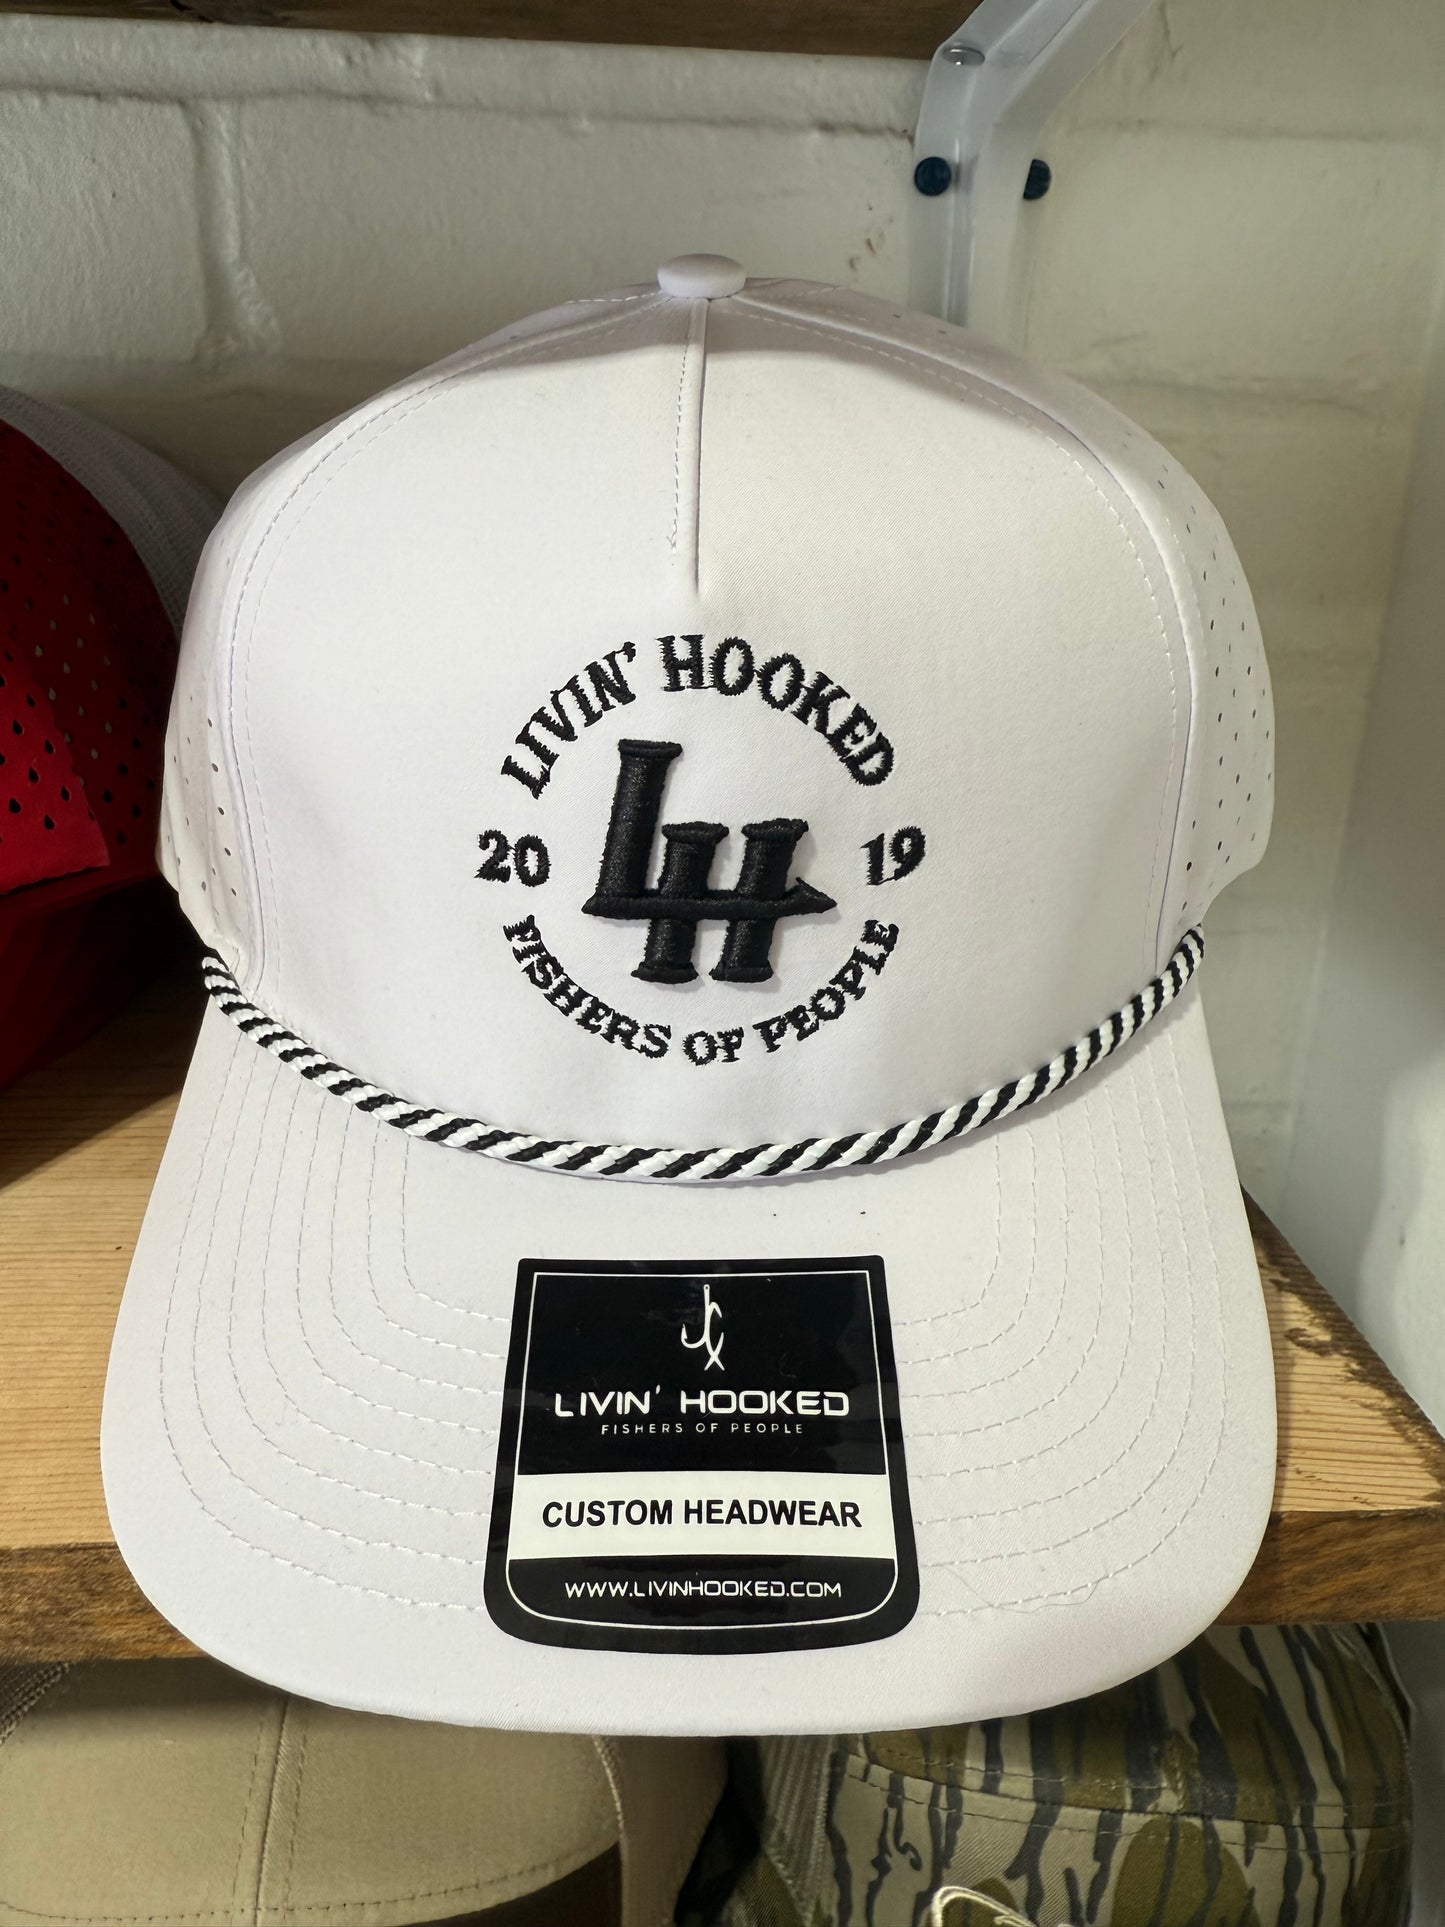 LIVIN' HOOKED
20 LH 19
FISHERS OF PEOPLE
LIVIN' HOOKED
FISHERS OF PEOPLE
CUSTOM HEADWEAR
WWW.LIVINHOOKED.COM